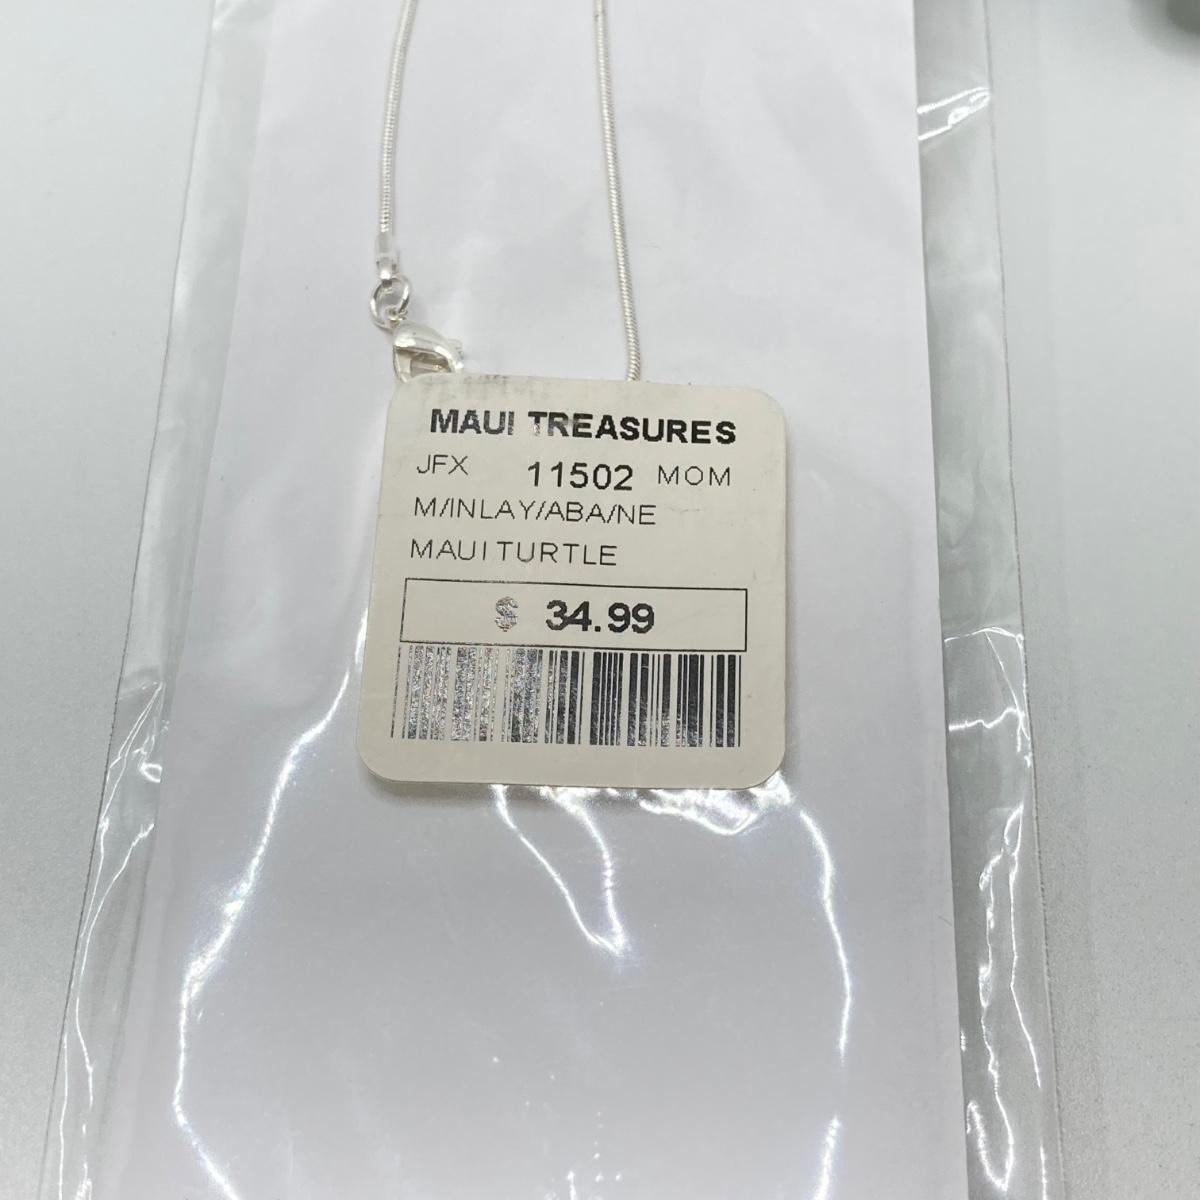 MAUI TREASURES
JFX 11502 MOM
M/INLAY/ABA/NE
MAUI TURTLE
$ 34.99